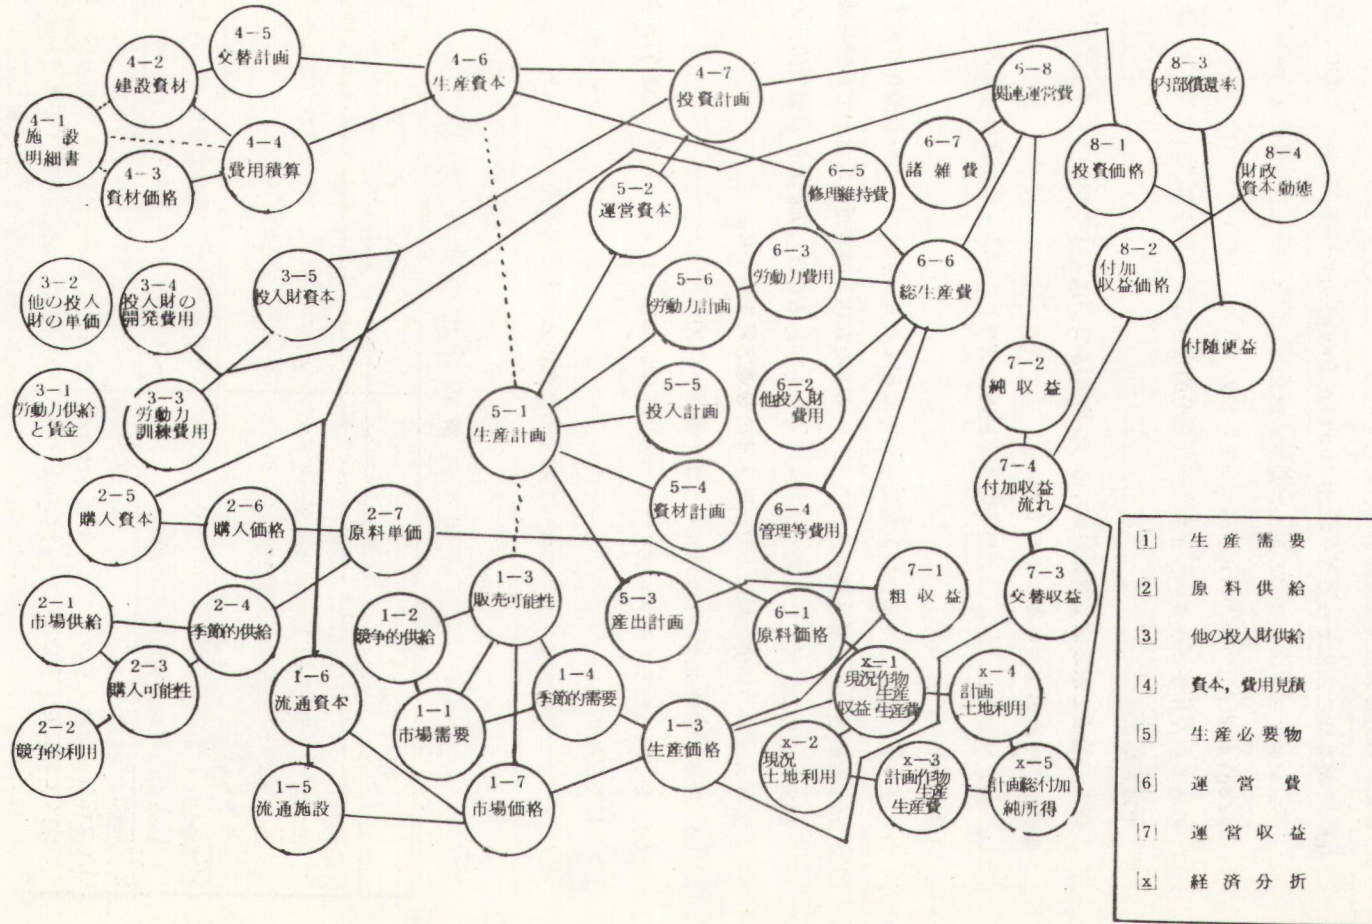 4-5
交替計画
4-2
建設資材
4-6
生産資本
4-7
投資計画
6-8
関連運営費
8-3
内部償還率
4-1
施設
明細書
4-4
費用積算
4-3
資材価格
6-7
諸雑費
6-5
修理維持費
8-1
投資価格
8-4
財政
資本動態
5-2
運営資本
8-2
付加
収益価格
3-2
他の投入
財の単価
3-4
投入財の
開発費用
3-5
投入財資本
5-6
労動力計画
6-3
労動力費用
6-6
総生産費
付随便益
3-1
労動力供給
と賃金
3-3
労動力
訓練費用
5-1
生産計画
5-5
投入計画
6-2
他投入財
費用
7-2
純収益
7-4
付加収益
流れ
2-5
購入資本
2-6
購入価格
2-7
原料単価
5-4
資材計画
6-4
管理等費用
2-1
市場供給
2-4
季節的供給
1-2
競争的供給
1-3
販売可能性
5-3
産出計画
6-1
原料価格
7-1
粗収益
7-3
交替収益
2-3
購入可能性
1-6
流通資本
1-4
季節的需要
x-1
現況作物
生産
収益 生産費
x-4
計画
土地利用
2-2
競争的利用
1-1
市場需要
1-3
生産価格
x-2
現況
土地利用
x-3
計画作物
生産
生産費
x-5
計画総付加
純所得
1-5
流通施設
1-7
市場価格
[1] 生産需要
[2] 原料供給
[3] 他の投入財供給
[4] 資本,費用見積
[5] 生産必要物
[6] 運営費
[7] 運営収益
[x] 経済分折